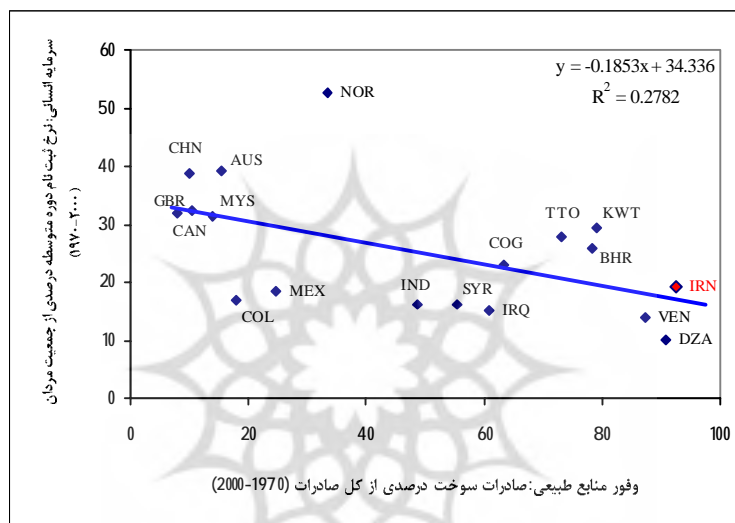 سرمایه انسانی: نرخ ثبت نام دوره متوسطه درصدی از جمعیت مردان
(۱۹۷۰-۲۰۰۰)
60
50
40
30
20
10
0
y = -0.1853x + 34.336
R² = 0.2782
NOR
CHN
AUS
GBR
MYS
CAN
TTO
KWT
COG
BHR
MEX
COL
IND
SYR
IRQ
IRN
VEN
DZA
0 20 40 60 80 100
وفور منابع طبیعی: صادرات سوخت درصدی از کل صادرات (1970-2000)